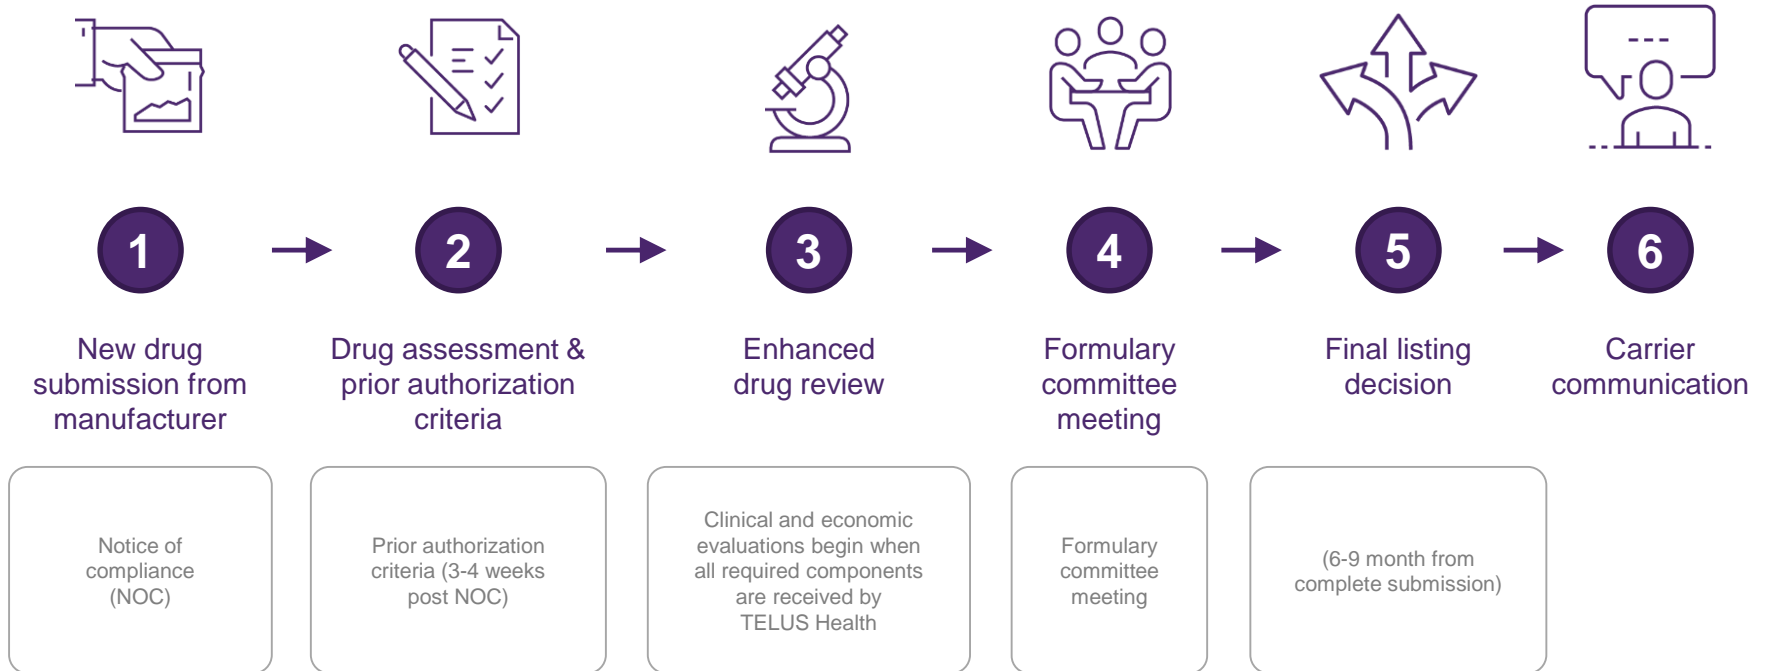 1
2
3
4
5
6
New drug
submission from
manufacturer
Drug assessment &
prior authorization
criteria
Enhanced
drug review
Formulary
committee
meeting
Final listing
decision
Carrier
communication
Notice of
compliance
(NOC)
Prior authorization
criteria (3-4 weeks
post NOC)
Clinical and economic
evaluations begin when
all required components
are received by
TELUS Health
Formulary
committee
meeting
(6-9 month from
complete submission)